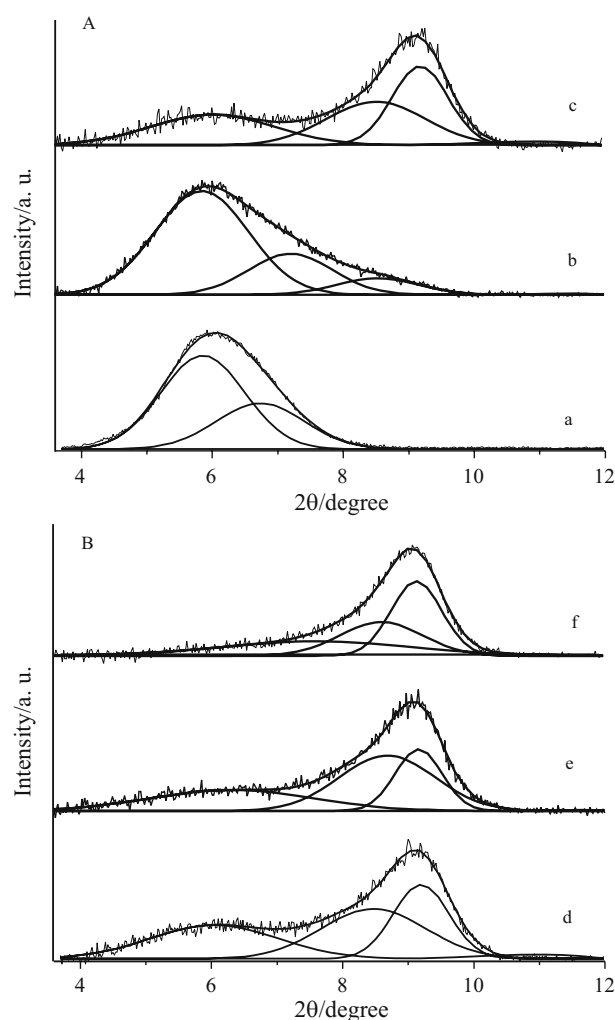 A
c
b
a
Intensity/a. u.
4 6 8 10 12
2θ/degree
B
f
e
d
Intensity/a. u.
4 6 8 10 12
2θ/degree